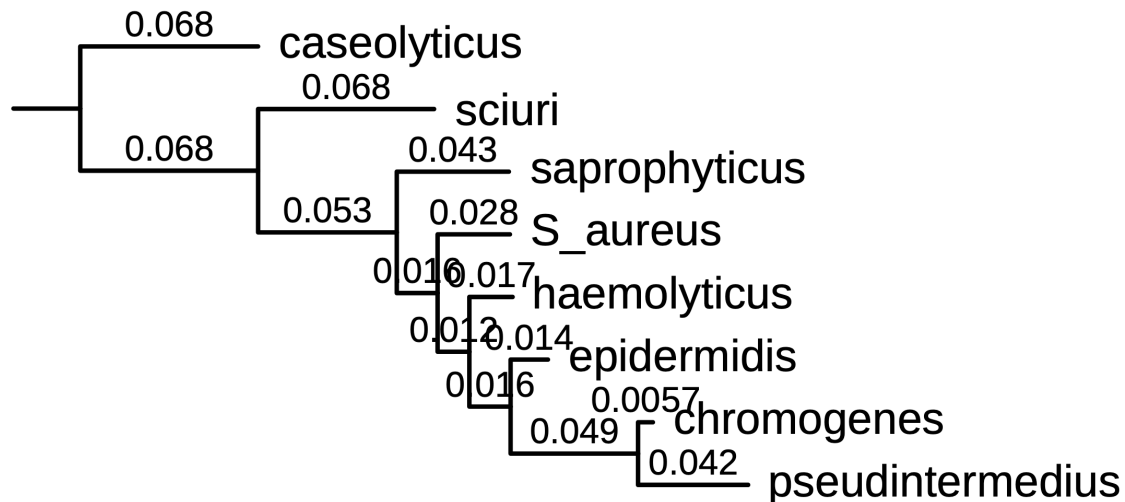 0.068
caseolyticus
0.068
sciuri
0.068
0.043
saprophyticus
0.053
0.028
S_aureus
0.016
0.017
haemolyticus
0.012
0.014
epidermidis
0.016
0.0057
chromogenes
0.049
0.042
pseudintermedius